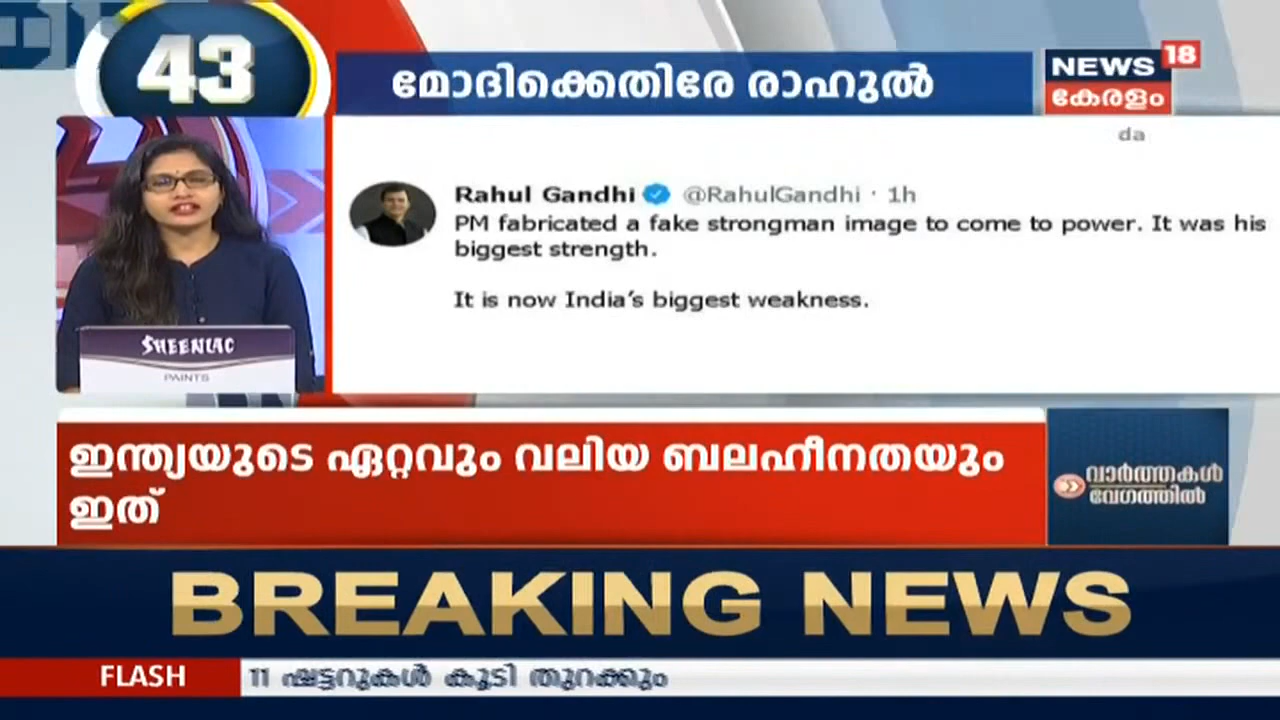 43
മോദിക്കെതിരേ രാഹുൽ
NEWS 18
കേരളം
da
Rahul Gandhi @RahulGandhi · 1h
PM fabricated a fake strongman image to come to power. It was his
biggest strength.
It is now India's biggest weakness.
SHEENLAC
PAINTS
ഇന്ത്യയുടെ ഏറ്റവും വലിയ ബലഹീനതയും
ഇത്
വാർത്തകൾ
വേഗത്തിൽ
BREAKING NEWS
FLASH
11 ഷട്ടറുകൾ കൂടി തുറക്കും